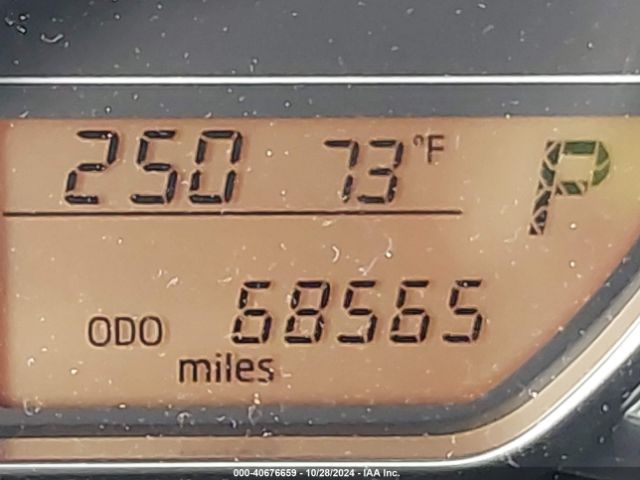 250 73°F P
ODO 68565
miles
000-40676659 - 10/28/2024 - IAA Inc.